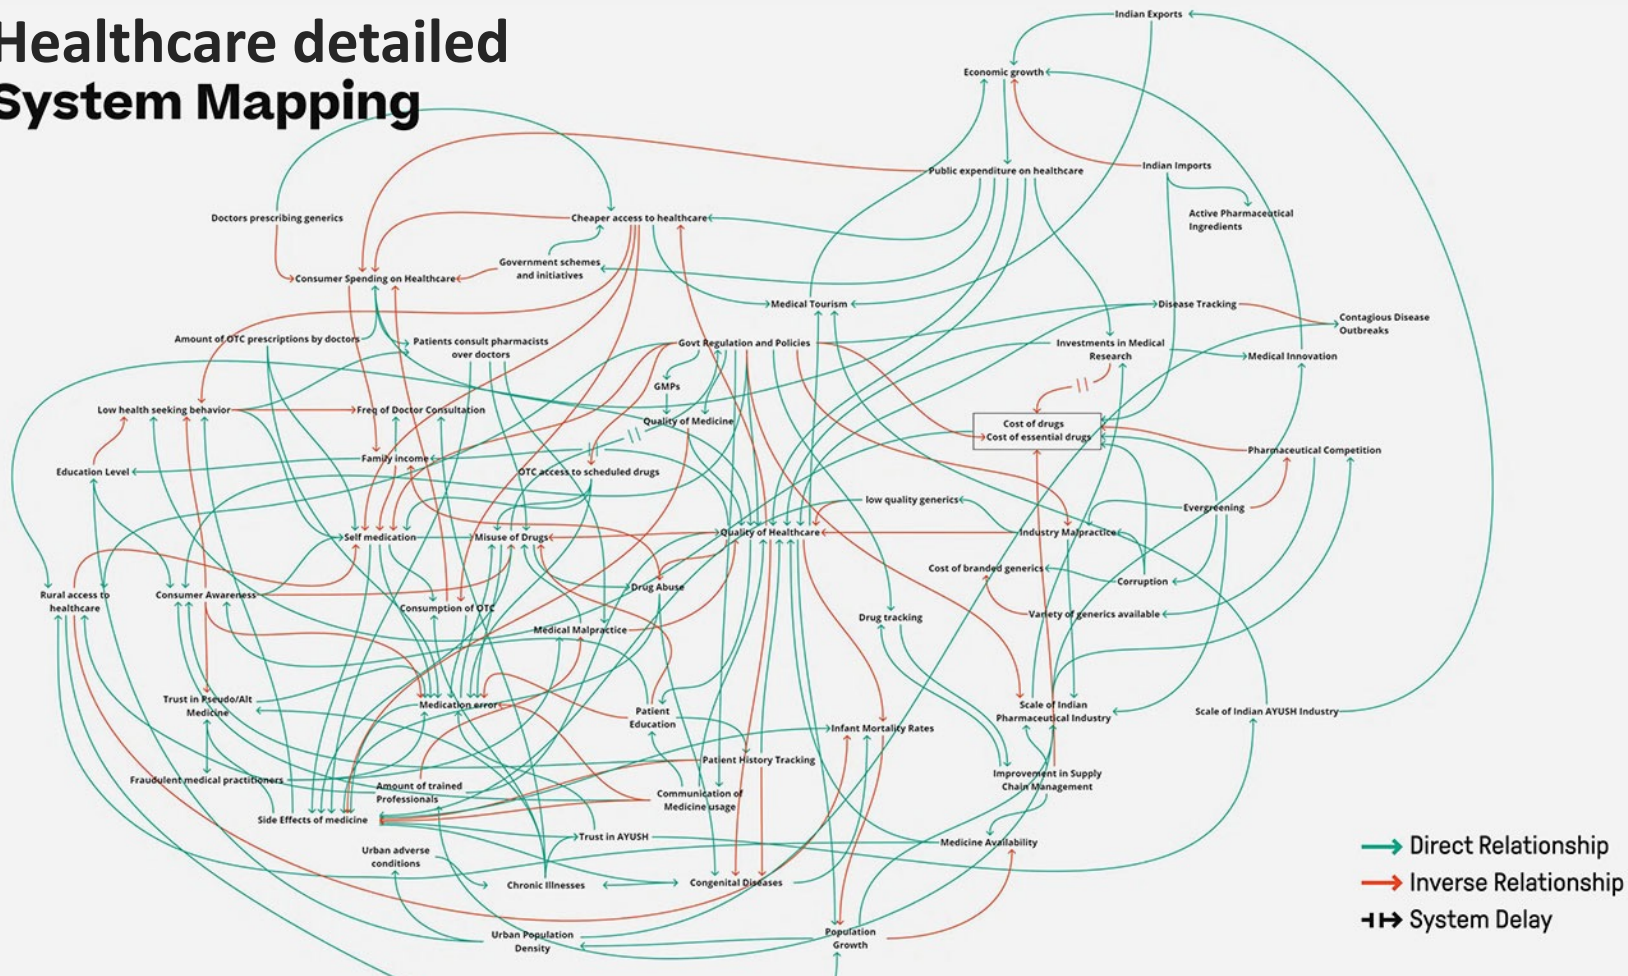 Healthcare detailed
System Mapping
Indian Exports
Economic growth
Public expenditure on healthcare
Indian Imports
Doctors prescribing generics
Cheaper access to healthcare
Active Pharmaceutical
Ingredients
Government schemes
and initiatives
Consumer Spending on Healthcare
Medical Tourism
Disease Tracking
Contagious Disease
Outbreaks
Amount of OTC prescriptions by doctors
Patients consult pharmacists
over doctors
Govt Regulation and Policies
Investments in Medical
Research
Medical Innovation
GMPs
Low health seeking behavior
Freq of Doctor Consultation
Quality of Medicine
Cost of drugs
Cost of essential drugs
Pharmaceutical Competition
Education Level
Family income
OTC access to scheduled drugs
low quality generics
Evergreening
Self medication
Misuse of Drugs
Quality of Healthcare
Industry Malpractice
Cost of branded generics
Corruption
Rural access to
healthcare
Consumer Awareness
Drug Abuse
Consumption of OTC
Drug tracking
Variety of generics available
Medical Malpractice
Trust in Pseudo/Alt
Medicine
Medication error
Patient
Education
Infant Mortality Rates
Scale of Indian
Pharmaceutical Industry
Scale of Indian AYUSH Industry
Fraudulent medical practitioners
Amount of trained
Professionals
Patient History Tracking
Improvement in Supply
Chain Management
Communication of
Medicine usage
Side Effects of medicine
Trust in AYUSH
Medicine Availability
Urban adverse
conditions
Chronic Illnesses
Congenital Diseases
Urban Population
Density
Population
Growth
Direct Relationship
Inverse Relationship
System Delay